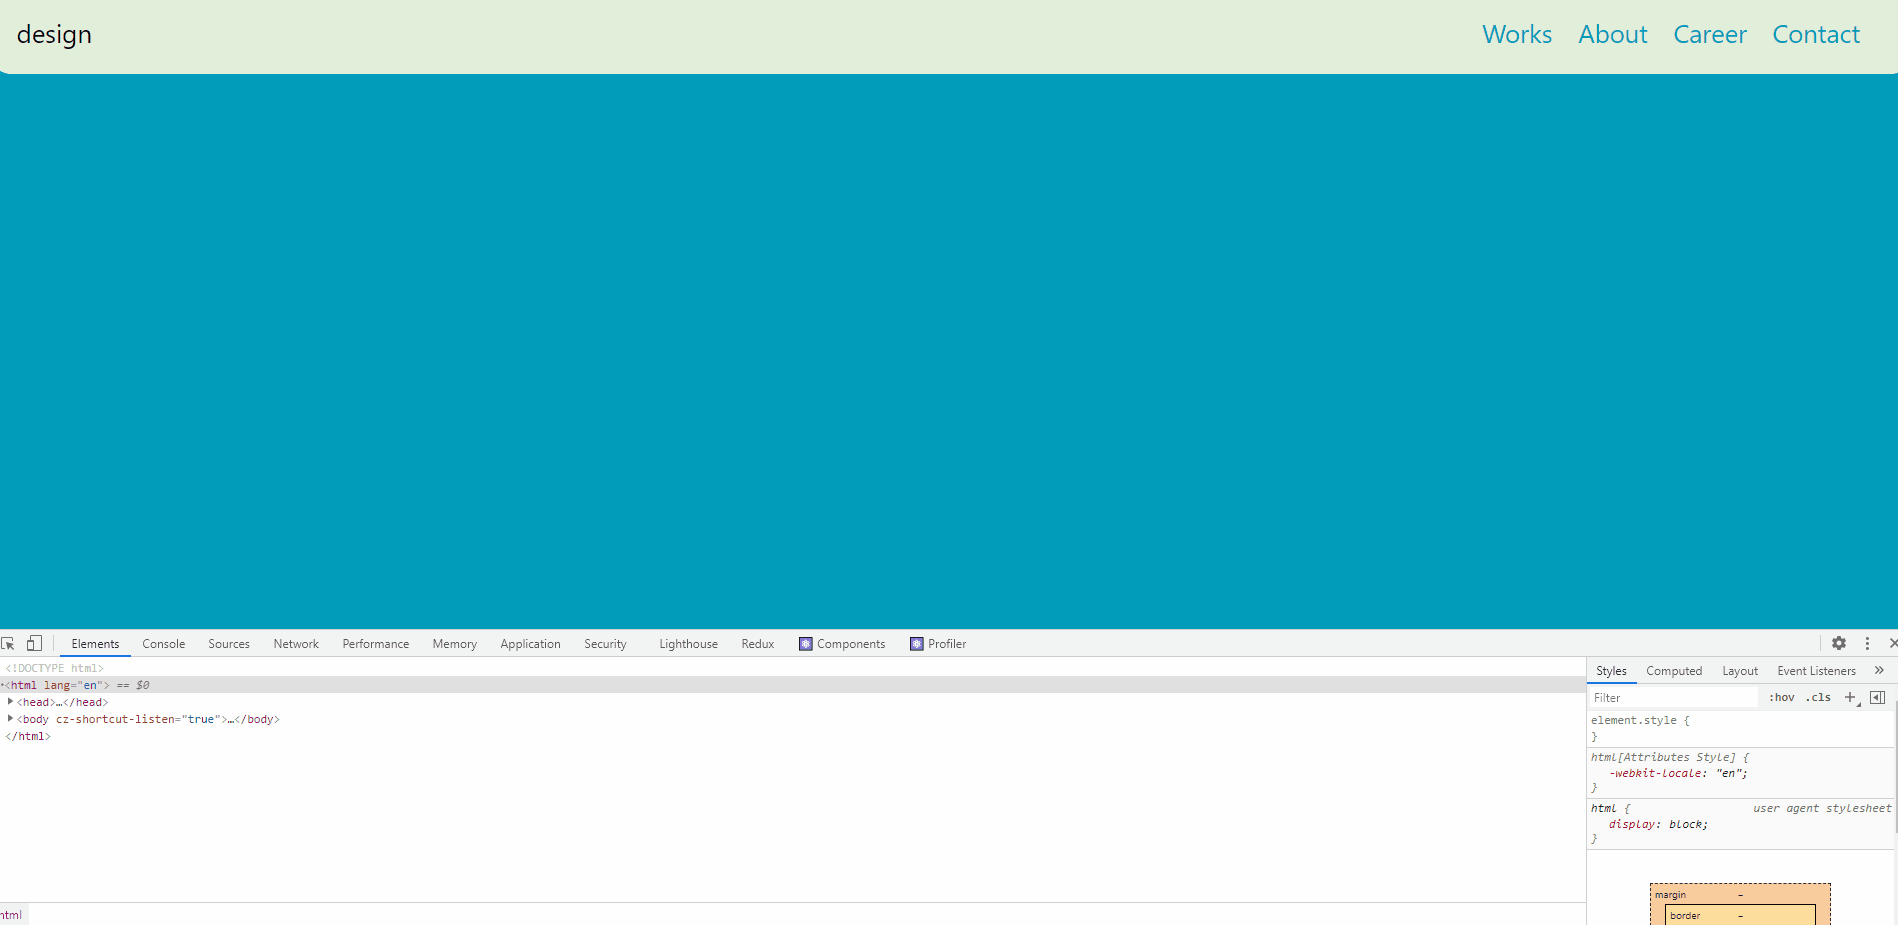 design Works About Career Contact
Elements Console Sources Network Performance Memory Application Security Lighthouse Redux Components Profiler
<!DOCTYPE html>
<html lang="en"> == $0
<head>…</head>
<body cz-shortcut-listen="true">…</body>
</html>
html
Styles Computed Layout Event Listeners »
Filter :hov .cls +
element.style {
}
html[Attributes Style] {
-webkit-locale: "en";
}
html { user agent stylesheet
display: block;
}
margin –
border –